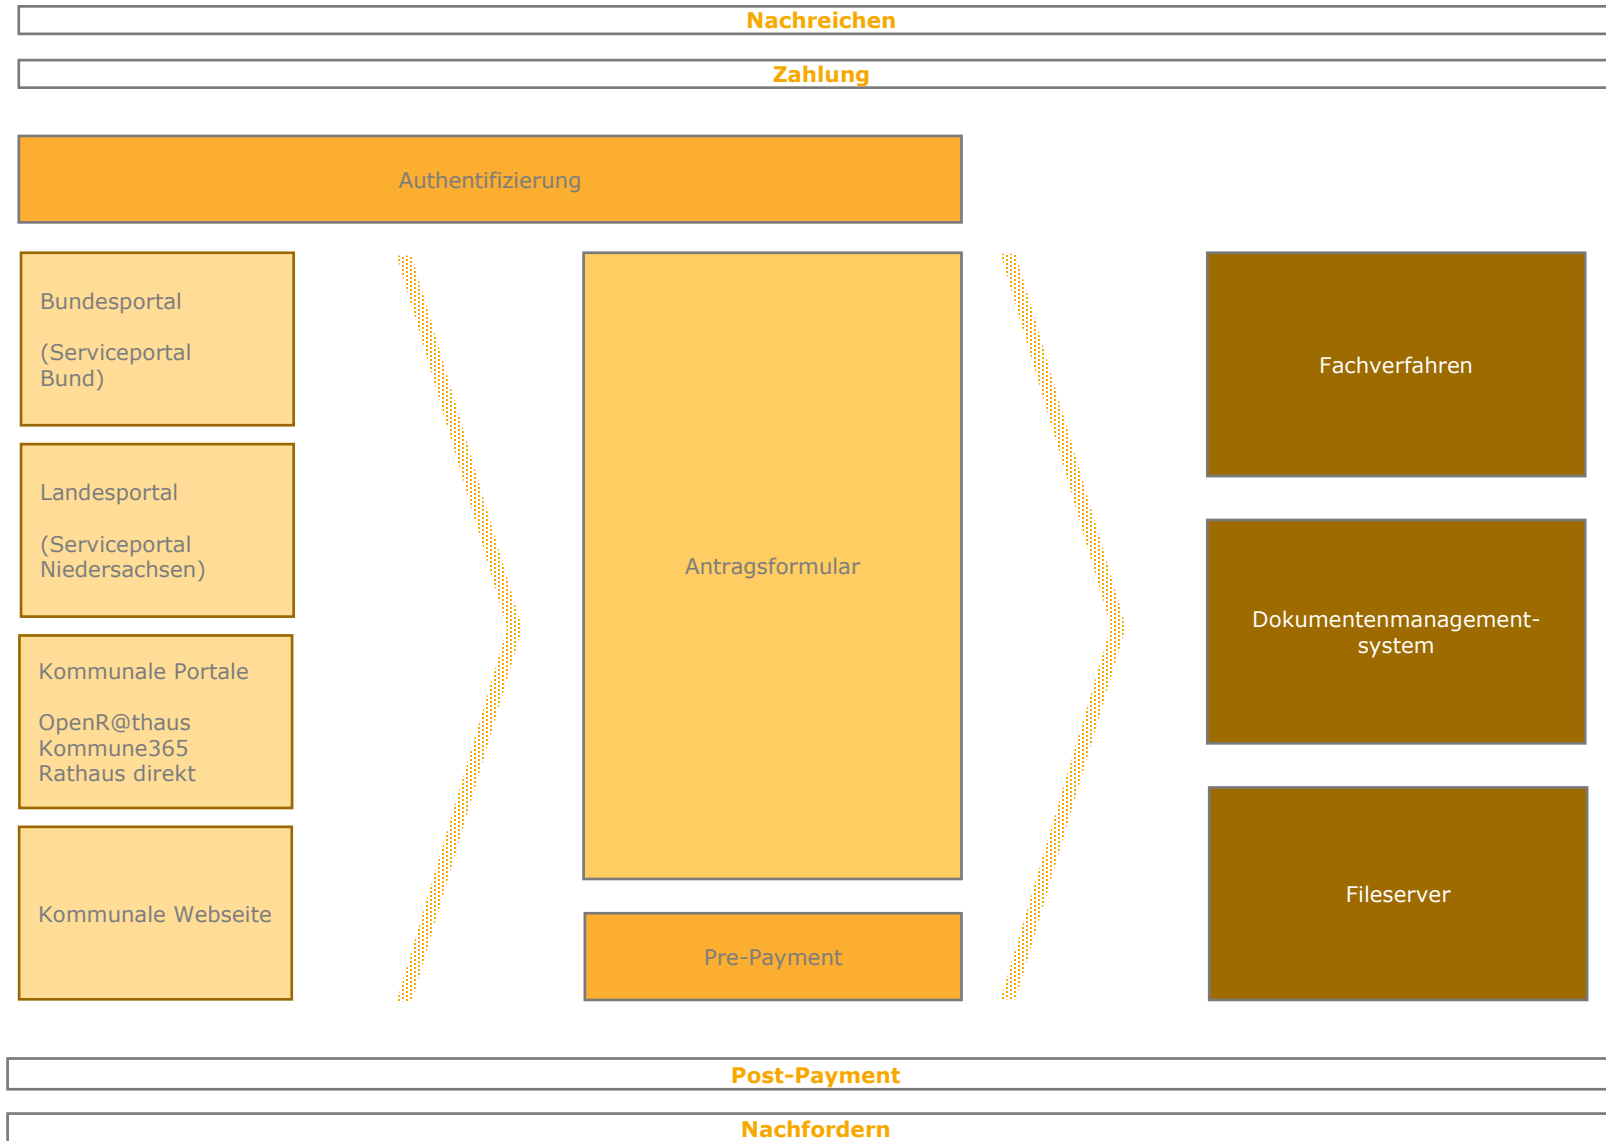 Nachreichen
Zahlung
Authentifizierung
Bundesportal
(Serviceportal
Bund)
Landesportal
(Serviceportal
Niedersachsen)
Kommunale Portale
OpenR@thaus
Kommune365
Rathaus direkt
Kommunale Webseite
Antragsformular
Pre-Payment
Fachverfahren
Dokumentenmanagement-
system
Fileserver
Post-Payment
Nachfordern